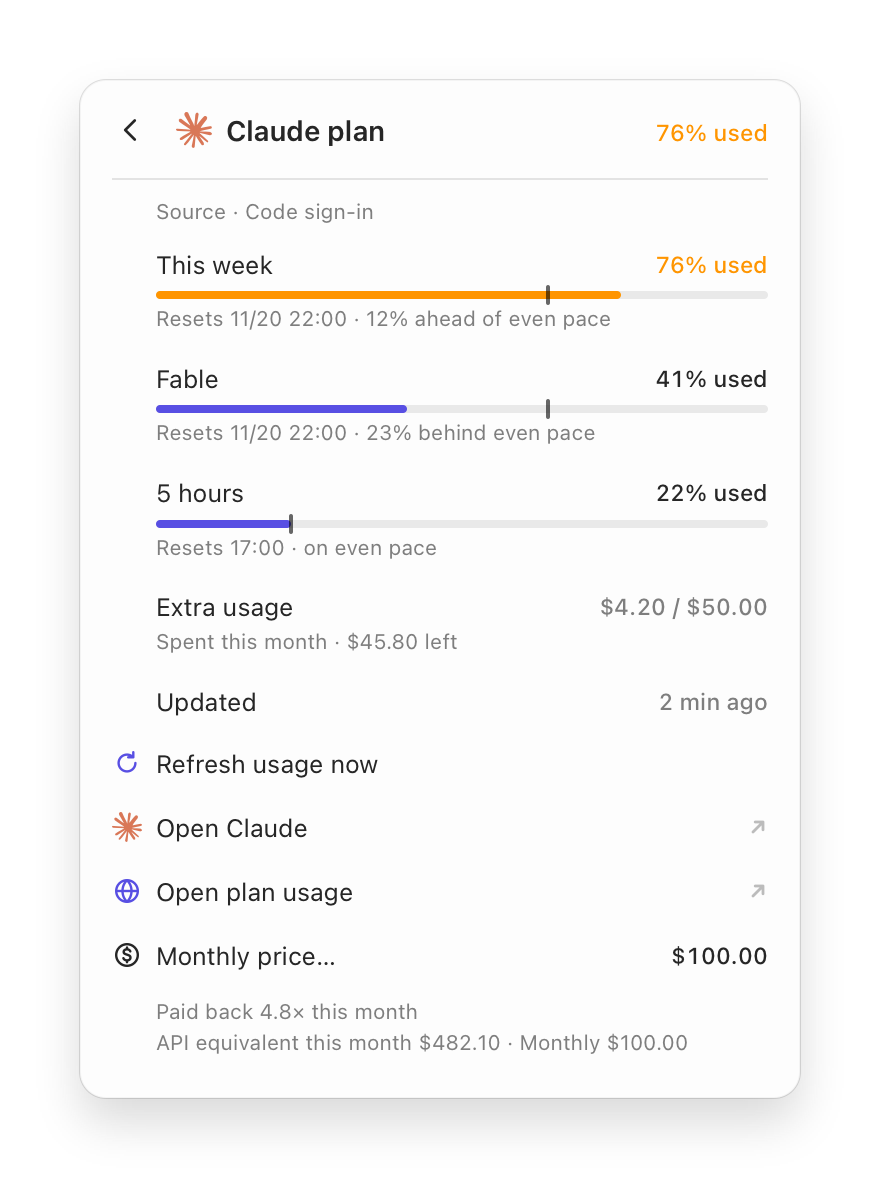 Claude plan
76% used
Source · Code sign-in
This week
76% used
Resets 11/20 22:00 · 12% ahead of even pace
Fable
41% used
Resets 11/20 22:00 · 23% behind even pace
5 hours
22% used
Resets 17:00 · on even pace
Extra usage
$4.20 / $50.00
Spent this month · $45.80 left
Updated
2 min ago
Refresh usage now
Open Claude
Open plan usage
Monthly price...
$100.00
Paid back 4.8× this month
API equivalent this month $482.10 · Monthly $100.00